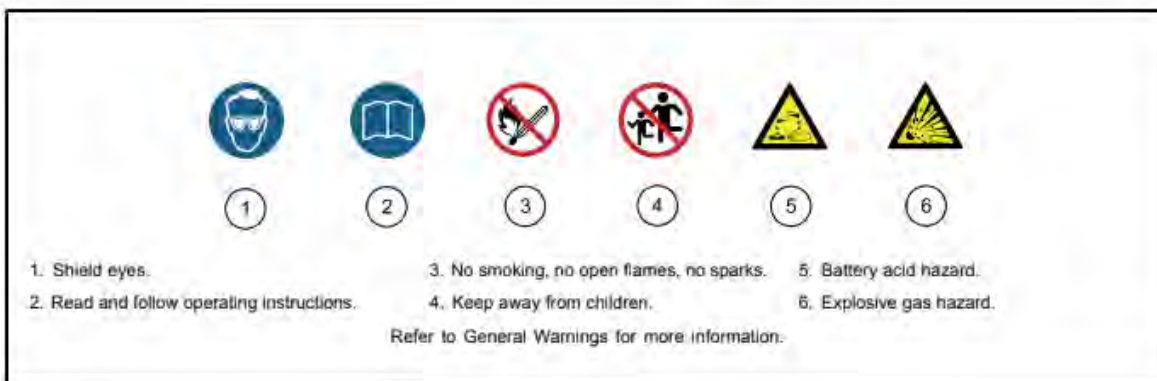 1 2 3 4 5 6
1. Shield eyes.
2. Read and follow operating instructions.
3. No smoking, no open flames, no sparks.
4. Keep away from children.
5. Battery acid hazard.
6. Explosive gas hazard.
Refer to General Warnings for more information.